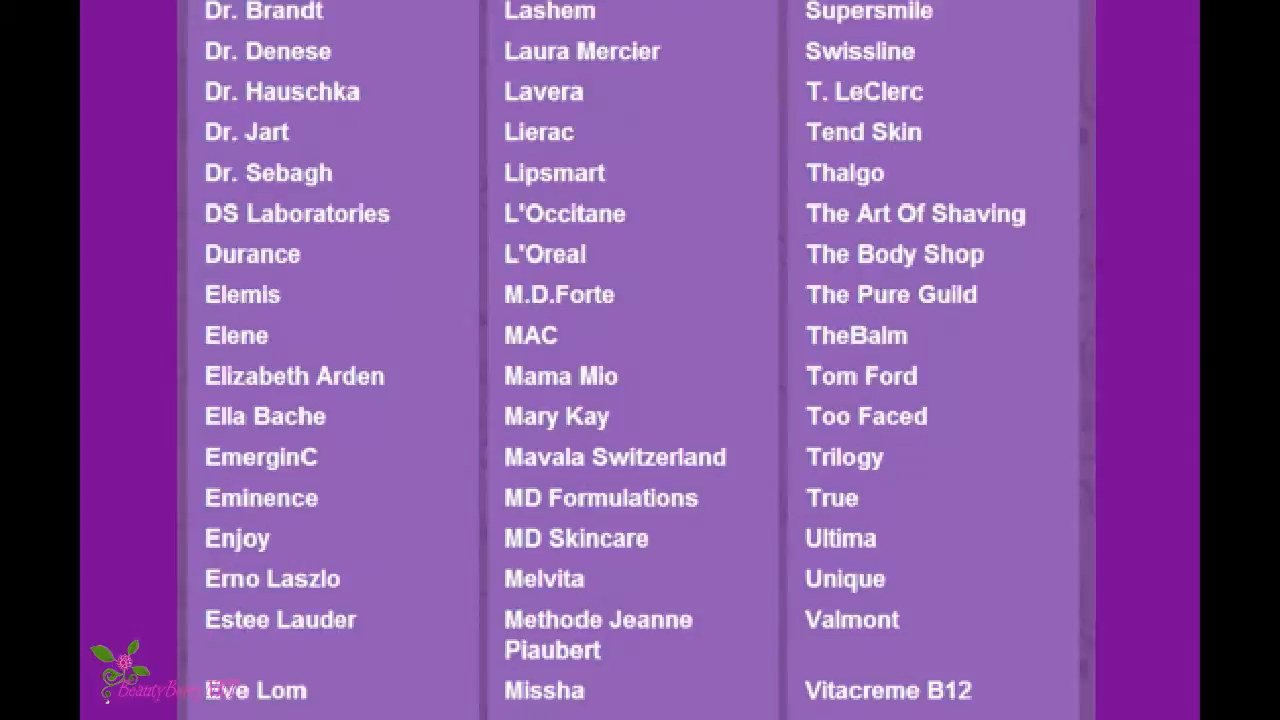 Dr. Brandt
Lashem
Supersmile
Dr. Denese
Laura Mercier
Swissline
Dr. Hauschka
Lavera
T. LeClerc
Dr. Jart
Lierac
Tend Skin
Dr. Sebagh
Lipsmart
Thalgo
DS Laboratories
L'Occitane
The Art Of Shaving
Durance
L'Oreal
The Body Shop
Elemis
M.D.Forte
The Pure Guild
Elene
MAC
TheBalm
Elizabeth Arden
Mama Mio
Tom Ford
Ella Bache
Mary Kay
Too Faced
EmerginC
Mavala Switzerland
Trilogy
Eminence
MD Formulations
True
Enjoy
MD Skincare
Ultima
Erno Laszlo
Melvita
Unique
Estee Lauder
Methode Jeanne
Piaubert
Valmont
Eve Lom
Missha
Vitacreme B12